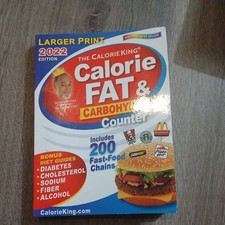 LARGER PRINT
2022
EDITION
THE CALORIEKING®
Calorie
FAT &
CARBOHYDRATE
Counter
Includes
200
Fast-Food
Chains
BONUS
DIET GUIDES
• DIABETES
• CHOLESTEROL
• SODIUM
• FIBER
• ALCOHOL
CalorieKing.com